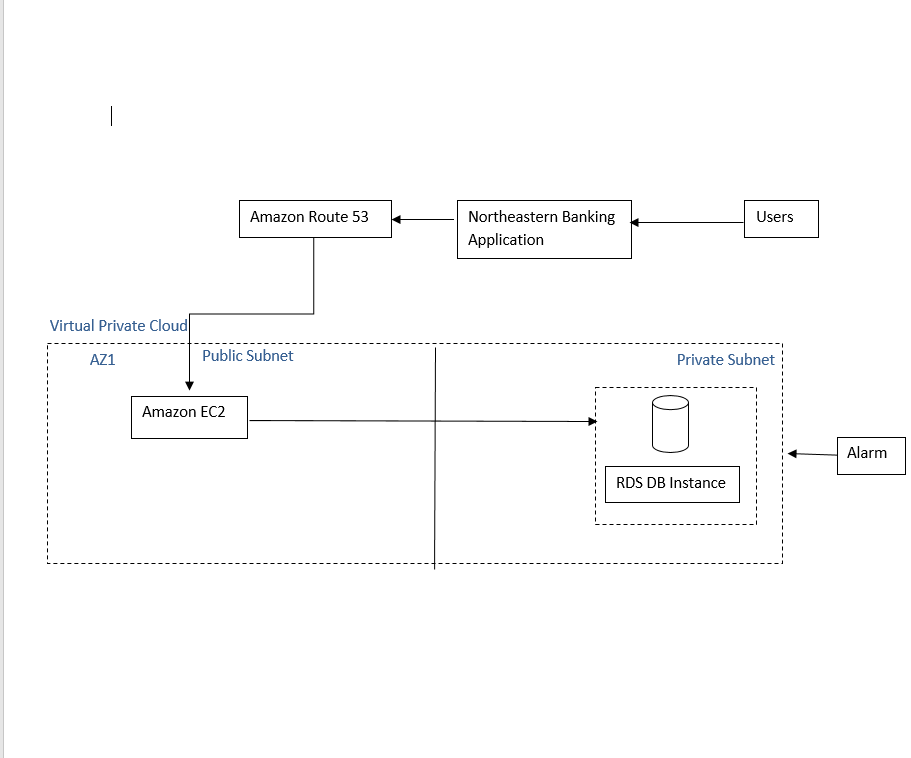 Amazon Route 53
Northeastern Banking
Application
Users
Virtual Private Cloud
AZ1
Public Subnet
Private Subnet
Amazon EC2
RDS DB Instance
Alarm